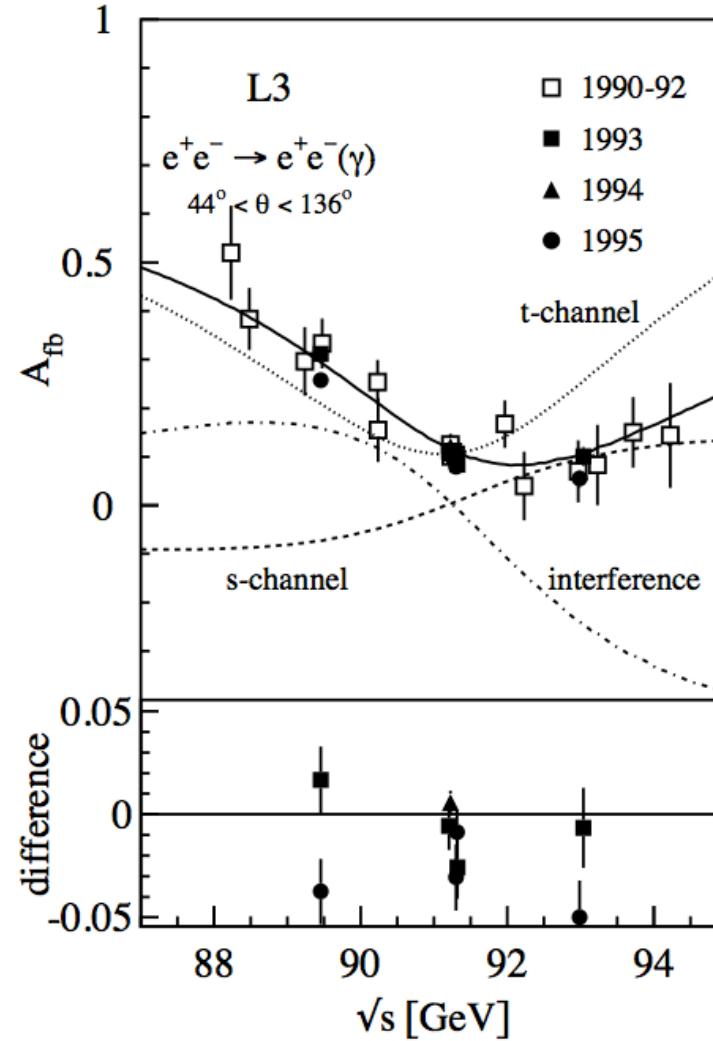 1
L3
1990-92
1993
e⁺e⁻ → e⁺e⁻(γ)
44° < θ < 136°
1994
1995
0.5
t-channel
A_fb
0
s-channel
interference
0.05
0
-0.05
difference
88 90 92 94
√s [GeV]